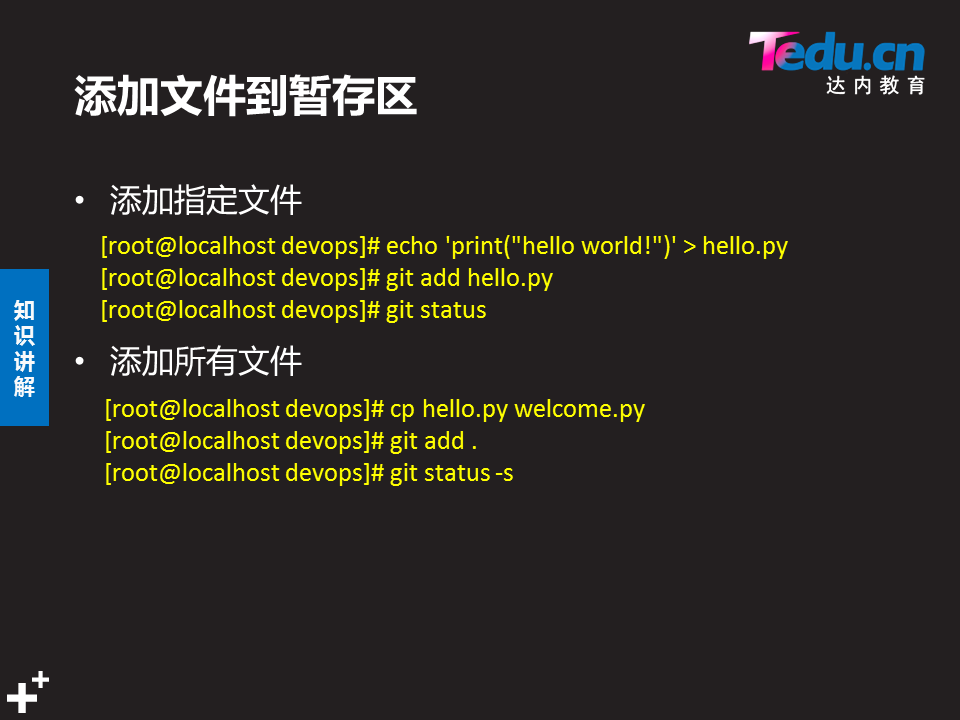 Tedu.cn
达内教育
添加文件到暂存区
• 添加指定文件
[root@localhost devops]# echo 'print("hello world!")' > hello.py
[root@localhost devops]# git add hello.py
[root@localhost devops]# git status
知识讲解
• 添加所有文件
[root@localhost devops]# cp hello.py welcome.py
[root@localhost devops]# git add .
[root@localhost devops]# git status -s